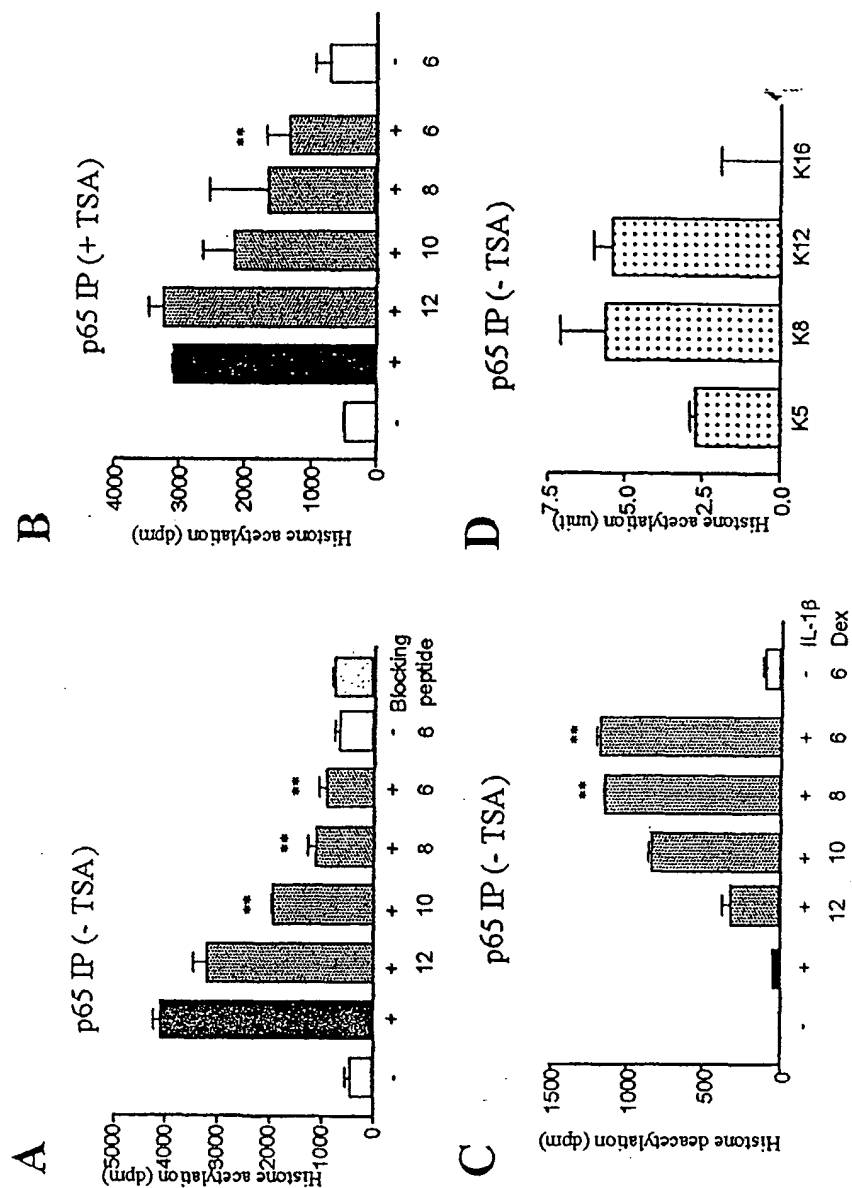 A
p65 IP (- TSA)
Histone acetylation (dpm)
5000
4000
3000
2000
1000
0
** ** **
- + + + + + - Blocking
12 10 8 6 6 peptide
B
p65 IP (+ TSA)
Histone acetylation (dpm)
4000
3000
2000
1000
0
**
- + + + + + -
12 10 8 6 6
C
p65 IP (- TSA)
Histone deacetylation (dpm)
1500
1000
500
0
** **
- + + + + + - IL-1β
12 10 8 6 6 Dex
D
p65 IP (- TSA)
Histone acetylation (unit)
7.5
5.0
2.5
0.0
K5 K8 K12 K16